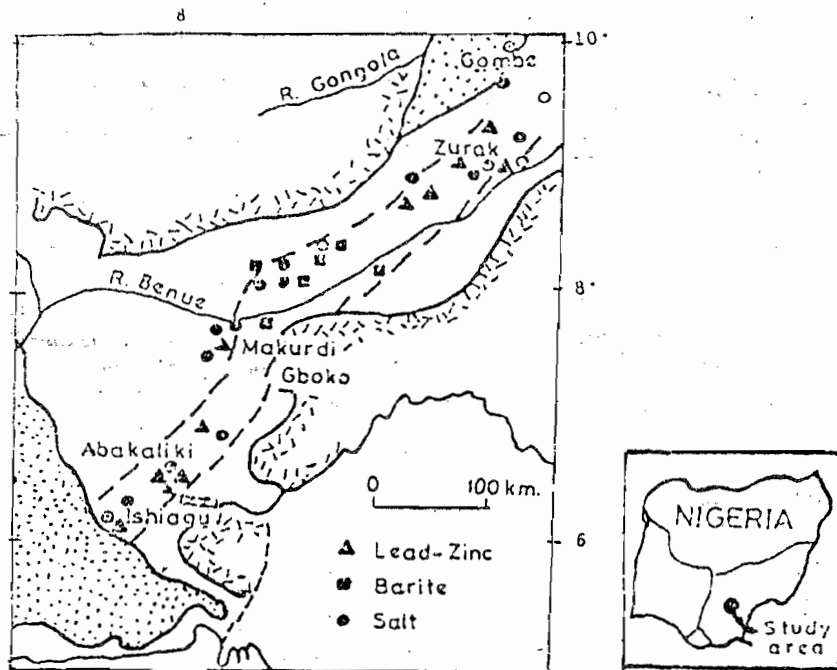 8
10°
Gombe
R. Gongola
Zurak
R. Benue
8°
Makurdi
Gboko
Abakaliki
0 100 km.
Ishiagu
6
Lead-Zinc
Barite
Salt
NIGERIA
Study
area